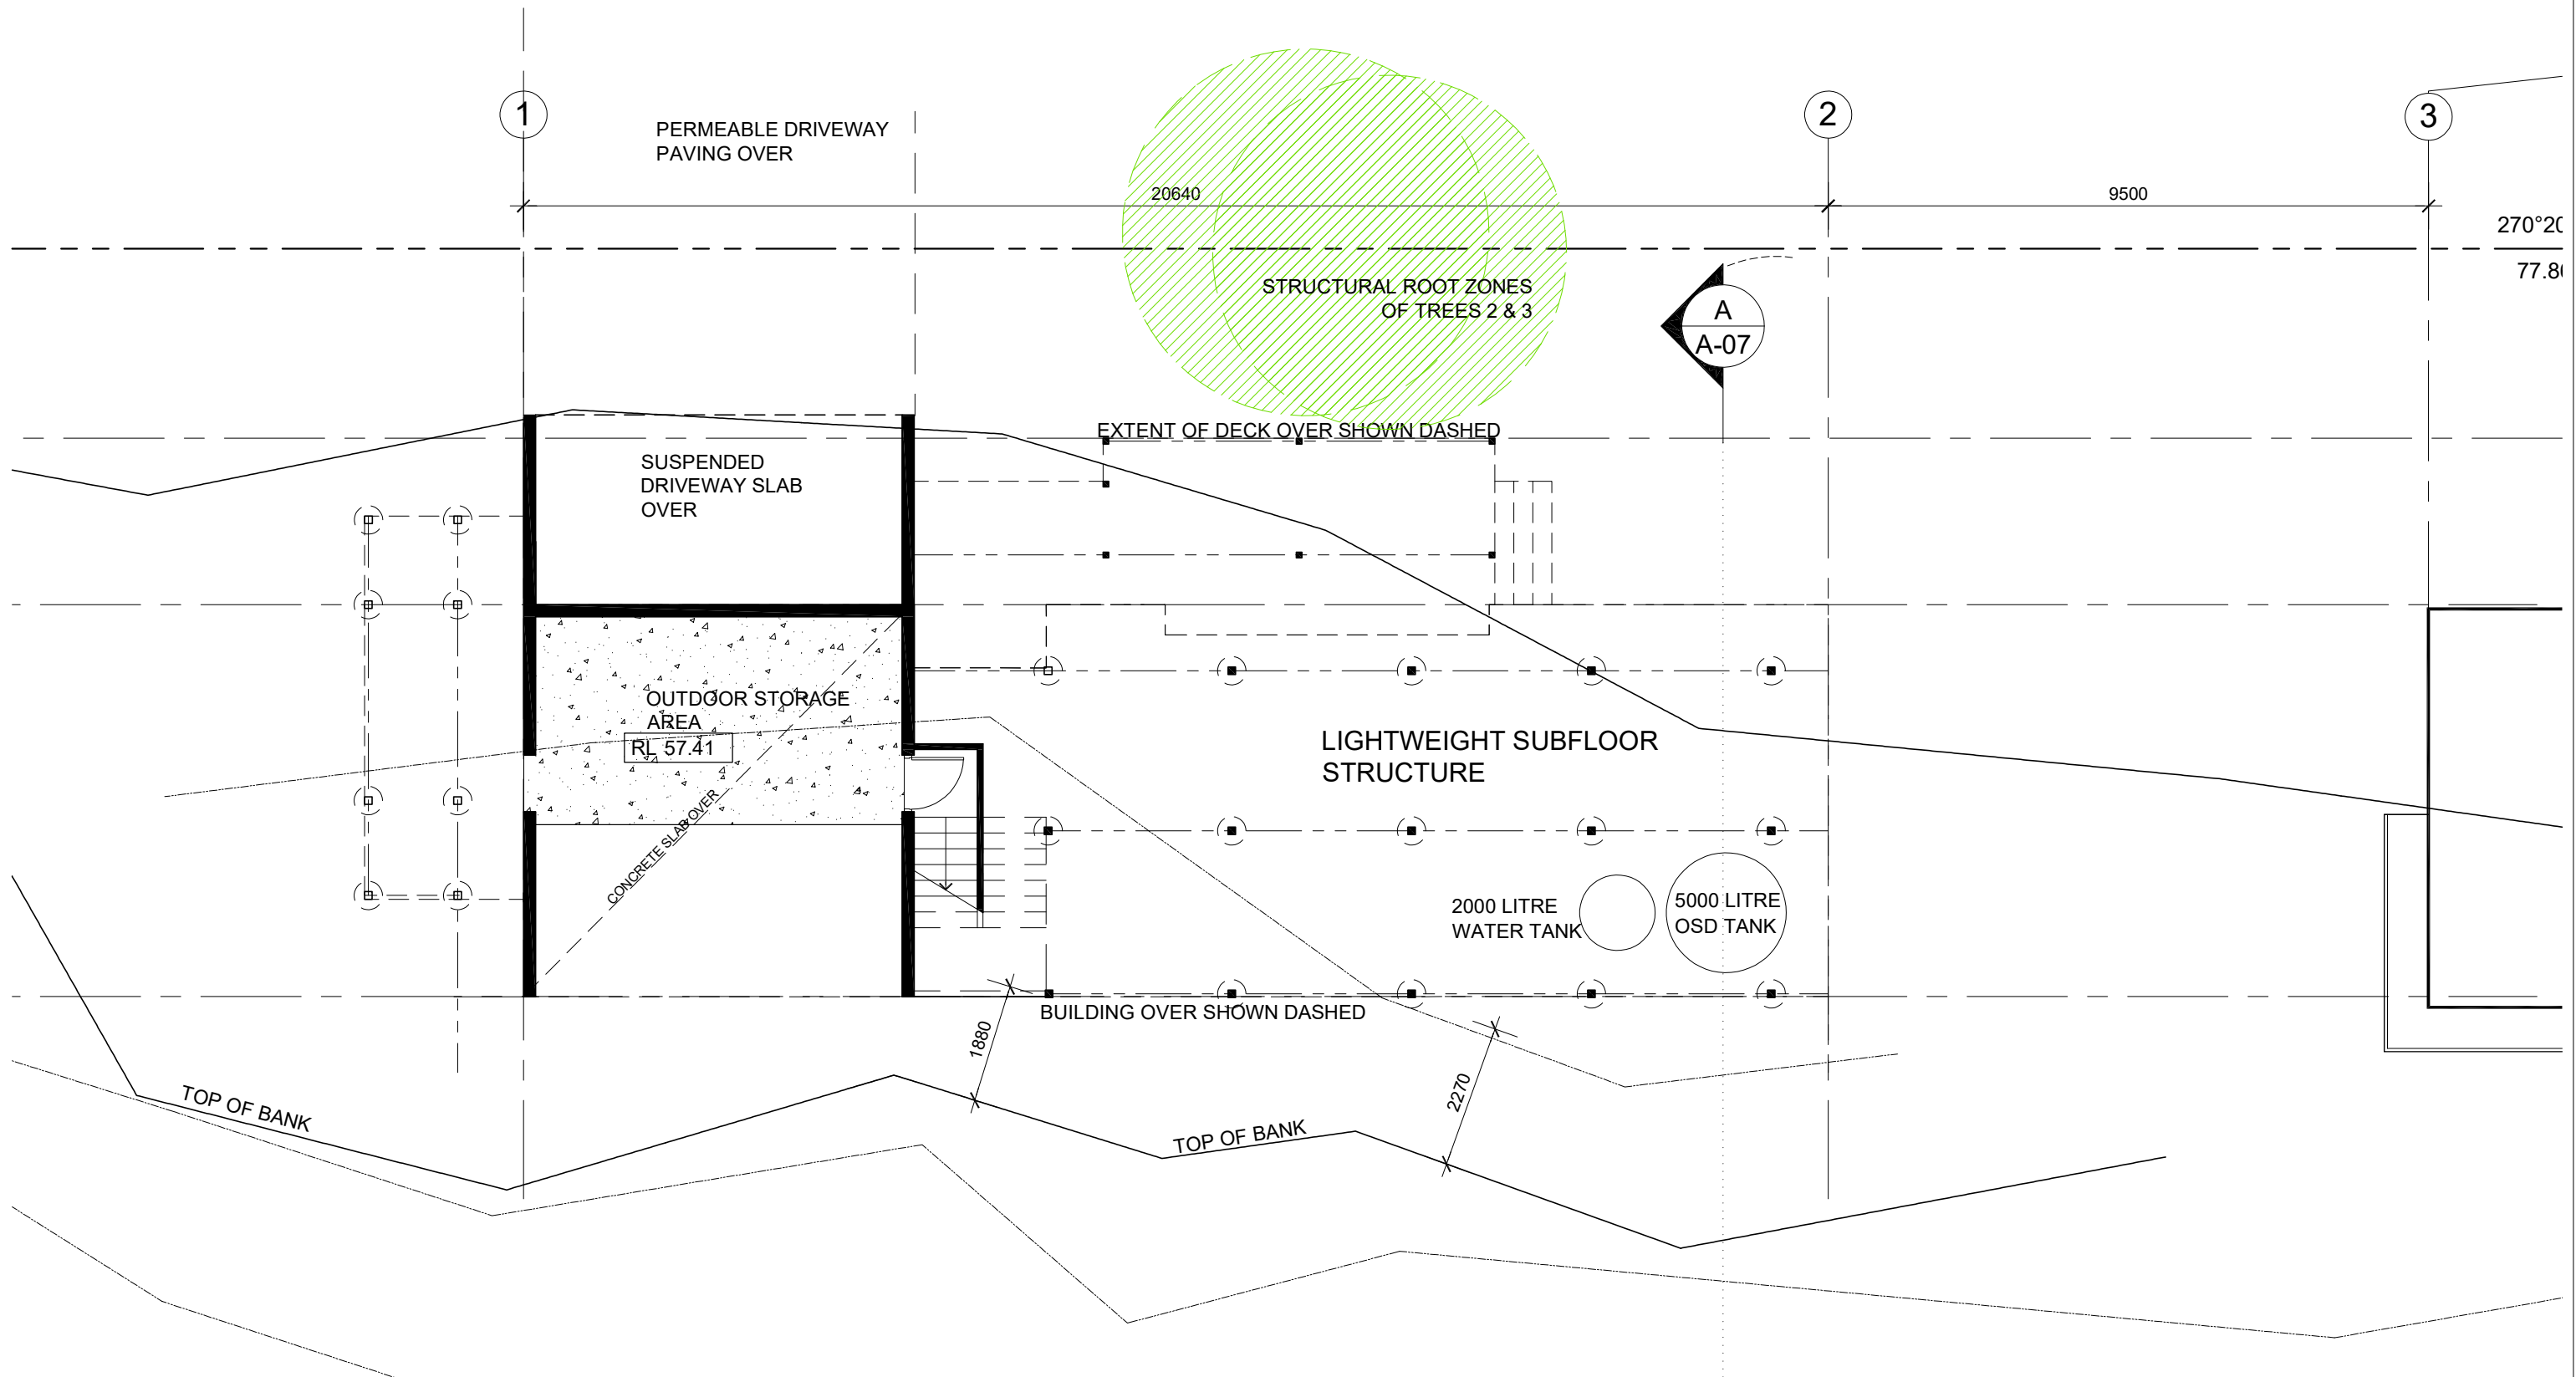 1
2
3
PERMEABLE DRIVEWAY
PAVING OVER
20640
9500
270°20
77.80
STRUCTURAL ROOT ZONES
OF TREES 2 & 3
A
A-07
EXTENT OF DECK OVER SHOWN DASHED
SUSPENDED
DRIVEWAY SLAB
OVER
OUTDOOR STORAGE
AREA
RL 57.41
LIGHTWEIGHT SUBFLOOR
STRUCTURE
CONCRETE SLAB OVER
2000 LITRE
WATER TANK
5000 LITRE
OSD TANK
BUILDING OVER SHOWN DASHED
1880
2270
TOP OF BANK
TOP OF BANK